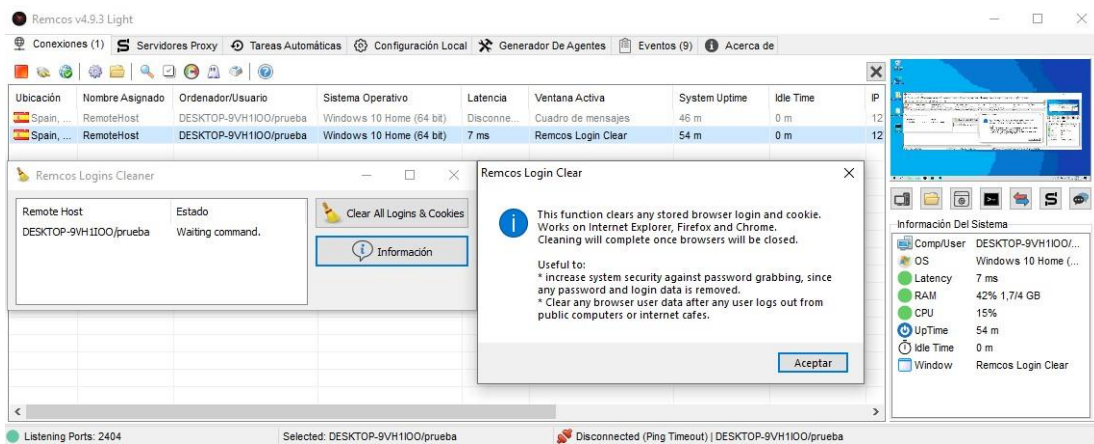 Remcos v4.9.3 Light
Conexiones (1) Servidores Proxy Tareas Automáticas Configuración Local Generador De Agentes Eventos (9) Acerca de
Ubicación Nombre Asignado Ordenador/Usuario Sistema Operativo Latencia Ventana Activa System Uptime Idle Time IP
Spain, ... RemoteHost DESKTOP-9VH1IOO/prueba Windows 10 Home (64 bit) Disconne... Cuadro de mensajes 46 m 0 m 12
Spain, ... RemoteHost DESKTOP-9VH1IOO/prueba Windows 10 Home (64 bit) 7 ms Remcos Login Clear 54 m 0 m 12
Remcos Logins Cleaner
Remote Host Estado
DESKTOP-9VH1IOO/prueba Waiting command.
Clear All Logins & Cookies
Información
Remcos Login Clear
This function clears any stored browser login and cookie.
Works on Internet Explorer, Firefox and Chrome.
Cleaning will complete once browsers will be closed.
Useful to:
* increase system security against password grabbing, since
any password and login data is removed.
* Clear any browser user data after any user logs out from
public computers or internet cafes.
Aceptar
Información Del Sistema
Comp/User DESKTOP-9VH1IOO/...
OS Windows 10 Home (...
Latency 7 ms
RAM 42% 1,7/4 GB
CPU 15%
UpTime 54 m
Idle Time 0 m
Window Remcos Login Clear
Listening Ports: 2404 Selected: DESKTOP-9VH1IOO/prueba Disconnected (Ping Timeout) | DESKTOP-9VH1IOO/prueba